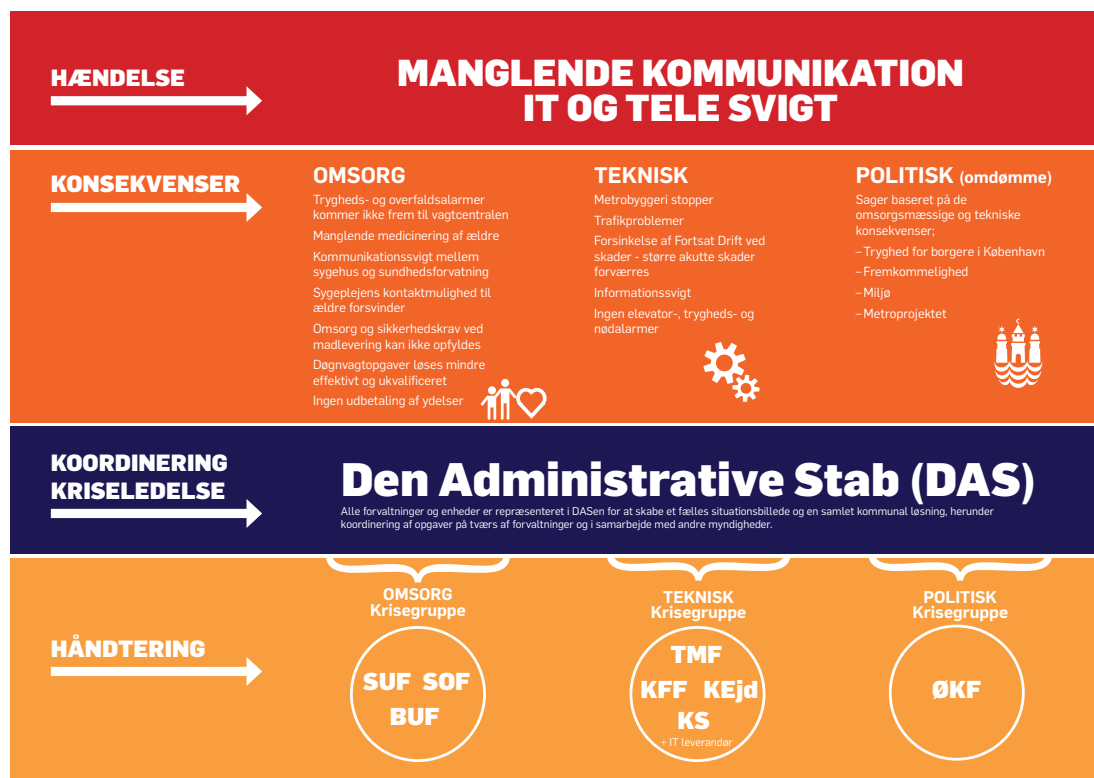 HÆNDELSE
MANGLENDE KOMMUNIKATION
IT OG TELE SVIGT
KONSEKVENSER
OMSORG
Trygheds- og overfaldsalarmer
kommer ikke frem til vagtcentralen
Manglende medicinering af ældre
Kommunikationssvigt mellem
sygehus og sundhedsforvatning
Sygeplejens kontaktmulighed til
ældre forsvinder
Omsorg og sikkerhedskrav ved
madlevering kan ikke opfyldes
Døgnvagtopgaver løses mindre
effektivt og ukvalificeret
Ingen udbetaling af ydelser
TEKNISK
Metrobyggeri stopper
Trafikproblemer
Forsinkelse af Fortsat Drift ved
skader - større akutte skader
forværres
Informationssvigt
Ingen elevator-, trygheds- og
nødalarmer
POLITISK (omdømme)
Sager baseret på de
omsorgsmæssige og tekniske
konsekvenser;
– Tryghed for borgere i København
– Fremkommelighed
– Miljø
– Metroprojektet
KOORDINERING
KRISELEDELSE
Den Administrative Stab (DAS)
Alle forvaltninger og enheder er repræsenteret i DASen for at skabe et fælles situationsbillede og en samlet kommunal løsning, herunder
koordinering af opgaver på tværs af forvaltninger og i samarbejde med andre myndigheder.
HÅNDTERING
OMSORG
Krisegruppe
SUF SOF
BUF
TEKNISK
Krisegruppe
TMF
KFF KEjd
KS
+ IT leverandør
POLITISK
Krisegruppe
ØKF